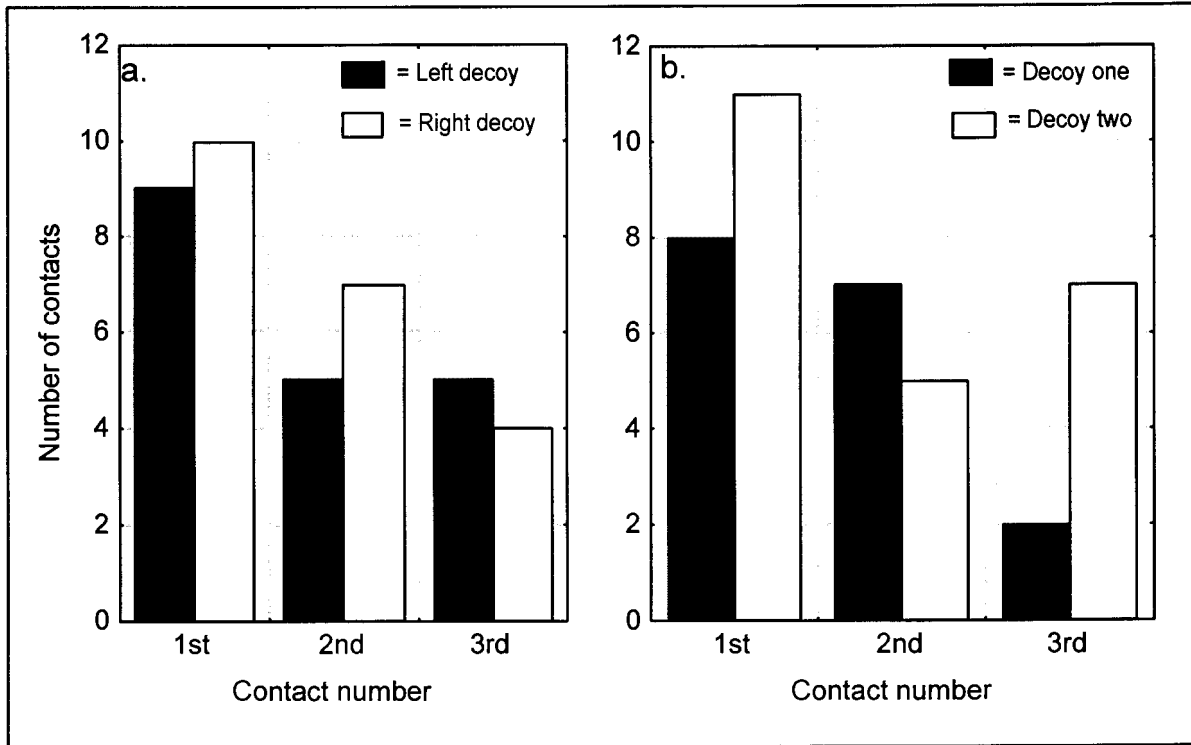 a.
= Left decoy
= Right decoy
12
10
8
6
4
2
0
Number of contacts
1st 2nd 3rd
Contact number
b.
= Decoy one
= Decoy two
12
10
8
6
4
2
0
1st 2nd 3rd
Contact number